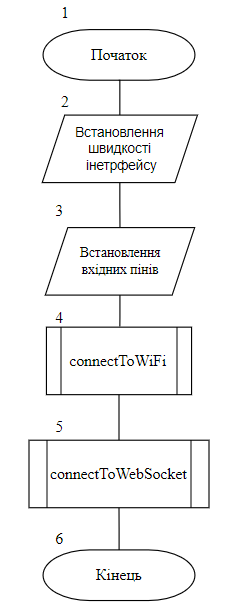 1
Початок
2
Встановлення
швидкості
інетрфейсу
3
Встановлення
вхідних пінів
4
connectToWiFi
5
connectToWebSocket
6
Кінець